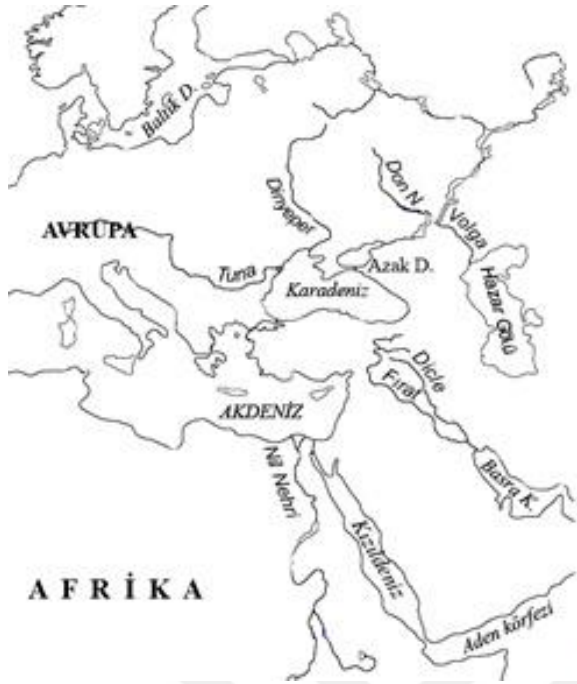 Baltık D.
Dinyeper
Don N.
Volga
AVRUPA
Tuna
Azak D.
Karadeniz
Hazar Gölü
Dicle
Fırat
AKDENİZ
Nil Nehri
Basra K.
Kızıldeniz
AFRİKA
Aden körfezi